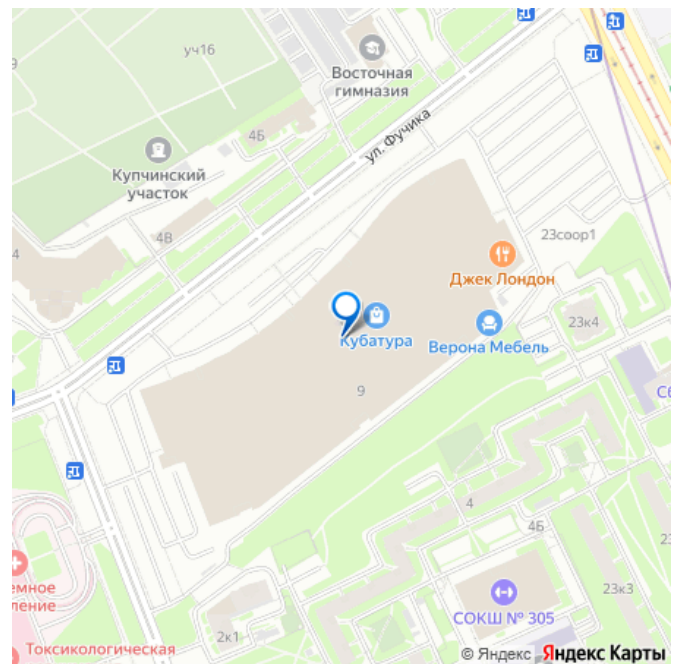 уч16
Восточная
гимназия
4Б
ул. Фучика
Купчинский
участок
4В
4
23соор1
Джек Лондон
Кубатура
Верона Мебель
23к4
9
4
4Б
23к3
СОКШ № 305
2к1
Токсикологическая
© Яндекс Яндекс Карты